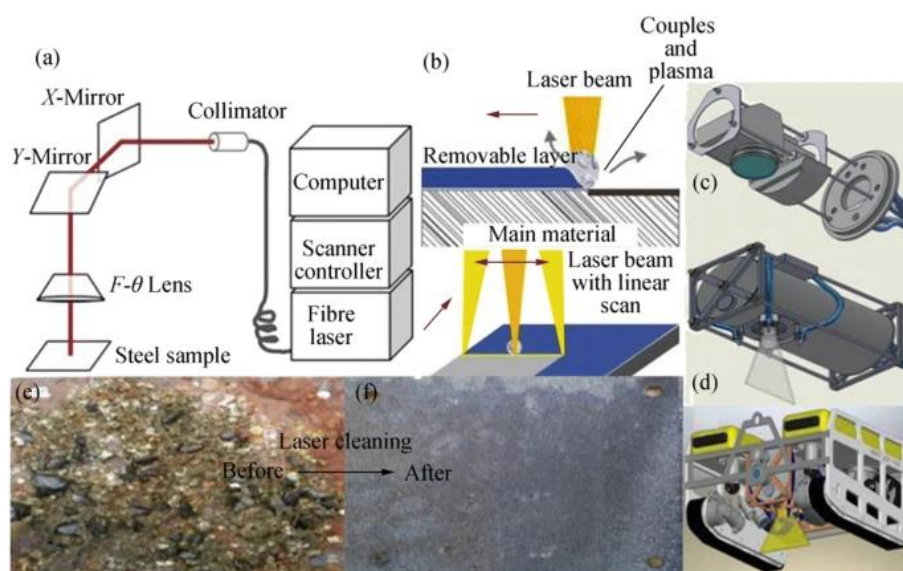 (a)
X-Mirror
Collimator
Y-Mirror
F-θ Lens
Steel sample
Computer
Scanner
controller
Fibre
laser
(b)
Couples
and
plasma
Laser beam
Removable layer
Main material
Laser beam
with linear
scan
(c)
(d)
(e)
(f)
Laser cleaning
Before
After